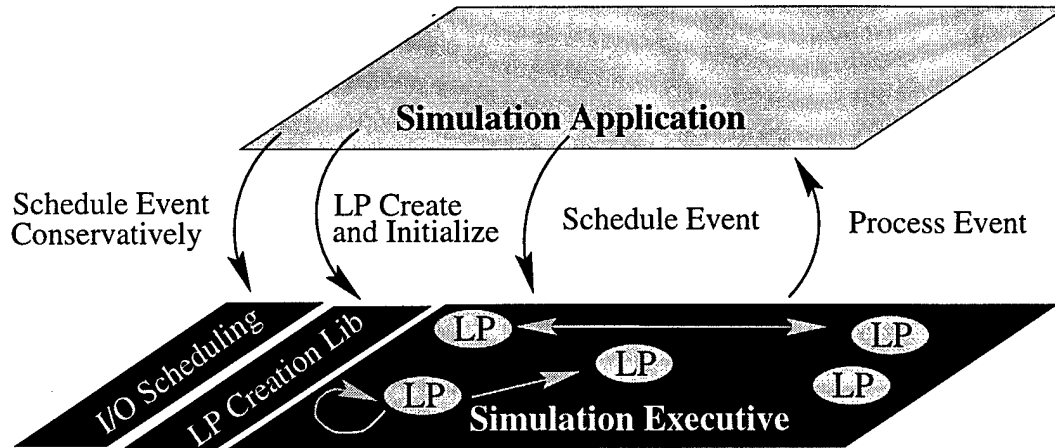 Simulation Application
Schedule Event
Conservatively
LP Create
and Initialize
Schedule Event
Process Event
I/O Scheduling
LP Creation Lib
LP
LP
LP
LP
LP
Simulation Executive